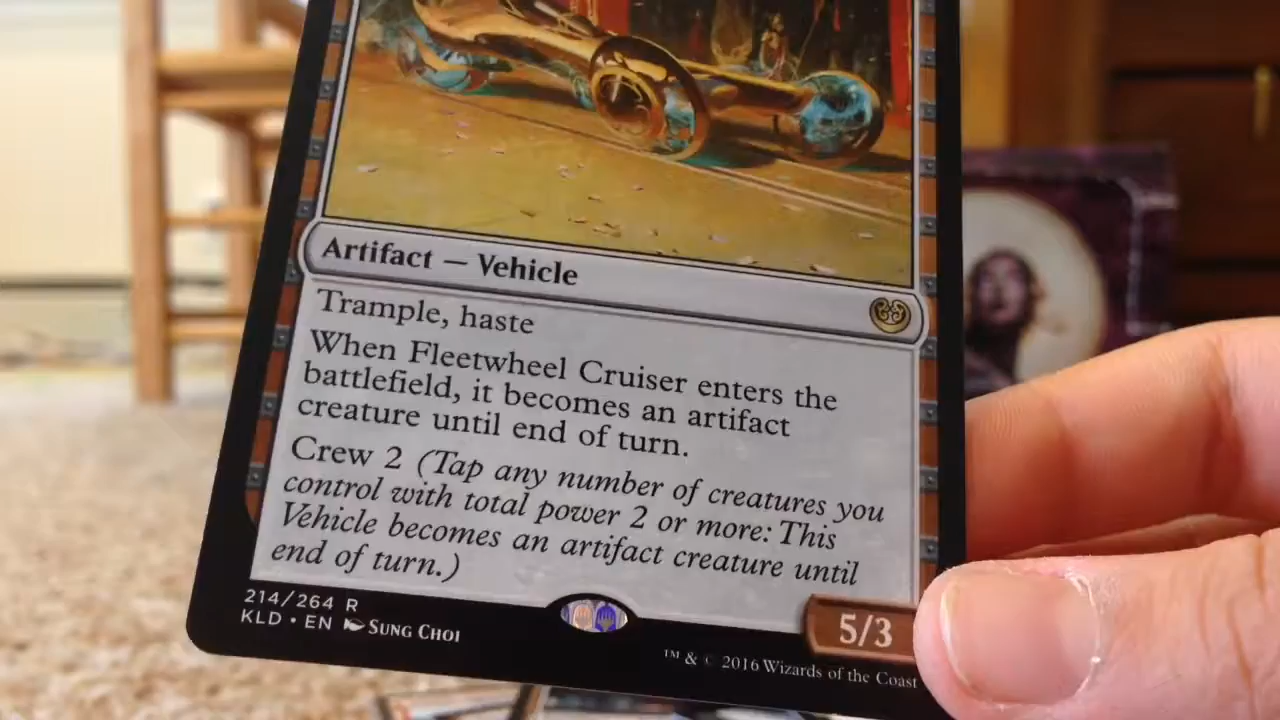 Artifact — Vehicle
Trample, haste
When Fleetwheel Cruiser enters the
battlefield, it becomes an artifact
creature until end of turn.
Crew 2 (Tap any number of creatures you
control with total power 2 or more: This
Vehicle becomes an artifact creature until
end of turn.)
214/264 R
KLD • EN SUNG CHOI
5/3
™ & © 2016 Wizards of the Coast